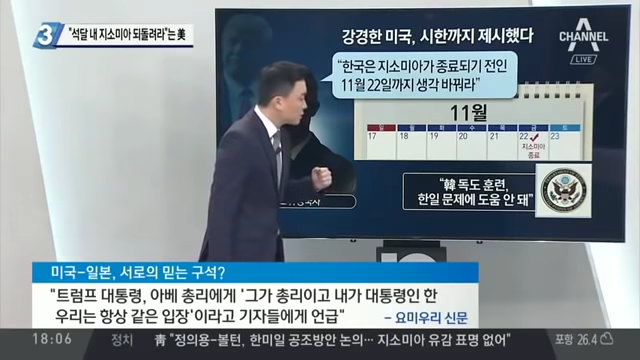 3 "석달 내 지소미아 되돌려라"는 美
CHANNEL
LIVE
강경한 미국, 시한까지 제시했다
“한국은 지소미아가 종료되기 전인
11월 22일까지 생각 바꿔라”
11월
일 월 화 수 목 금 토
17 18 19 20 21 22 23
지소미아
종료
“韓 독도 훈련,
한일 문제에 도움 안 돼”
미국-일본, 서로의 믿는 구석?
"트럼프 대통령, 아베 총리에게 '그가 총리이고 내가 대통령인 한
우리는 항상 같은 입장'이라고 기자들에게 언급"
- 요미우리 신문
18:06 정치 靑 "정의용-볼턴, 한미일 공조방안 논의… 지소미아 유감 표명 없어" 포항 26.4